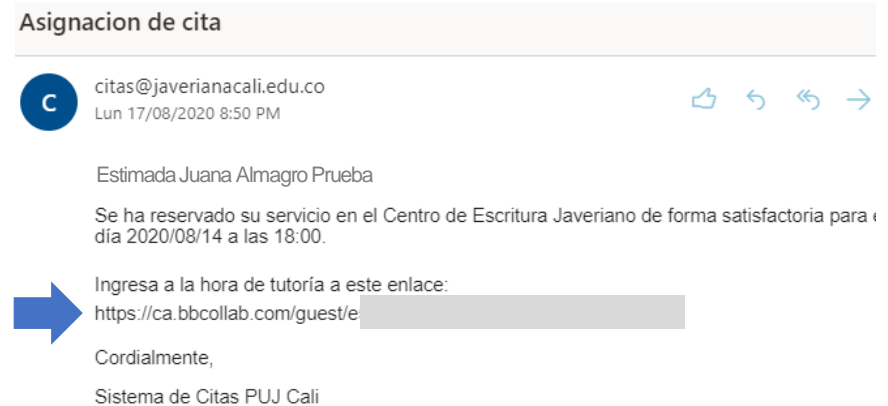 Asignacion de cita
C
citas@javerianacali.edu.co
Lun 17/08/2020 8:50 PM
Estimada Juana Almagro Prueba
Se ha reservado su servicio en el Centro de Escritura Javeriano de forma satisfactoria para
día 2020/08/14 a las 18:00.
Ingresa a la hora de tutoría a este enlace:
https://ca.bbcollab.com/guest/e
Cordialmente,
Sistema de Citas PUJ Cali